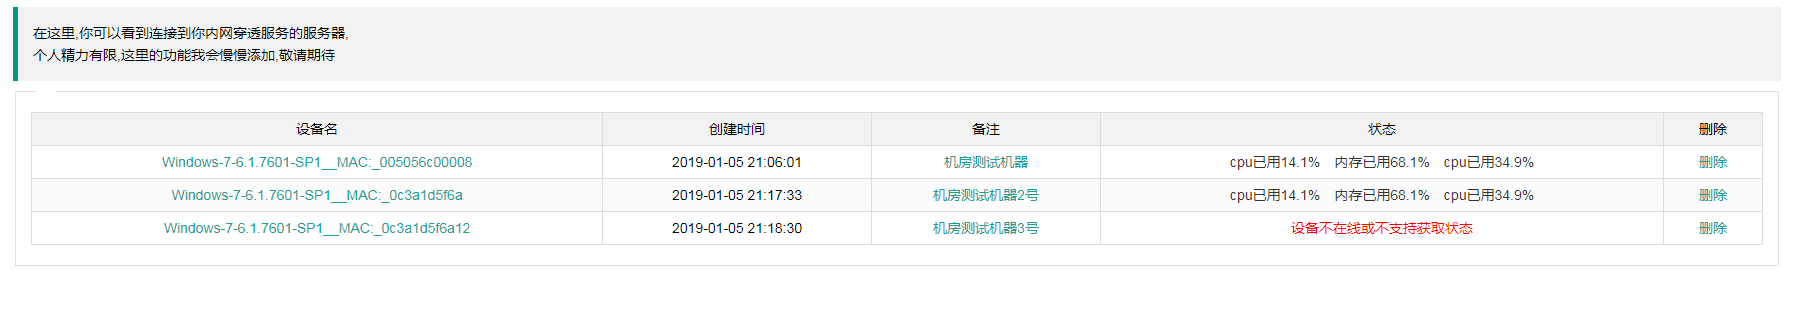 在这里,你可以看到连接到你内网穿透服务的服务器,
个人精力有限,这里的功能我会慢慢添加,敬请期待
设备名 创建时间 备注 状态 删除
Windows-7-6.1.7601-SP1__MAC:_005056c00008 2019-01-05 21:06:01 机房测试机器 cpu已用14.1% 内存已用68.1% cpu已用34.9% 删除
Windows-7-6.1.7601-SP1__MAC:_0c3a1d5f6a 2019-01-05 21:17:33 机房测试机器2号 cpu已用14.1% 内存已用68.1% cpu已用34.9% 删除
Windows-7-6.1.7601-SP1__MAC:_0c3a1d5f6a12 2019-01-05 21:18:30 机房测试机器3号 设备不在线或不支持获取状态 删除